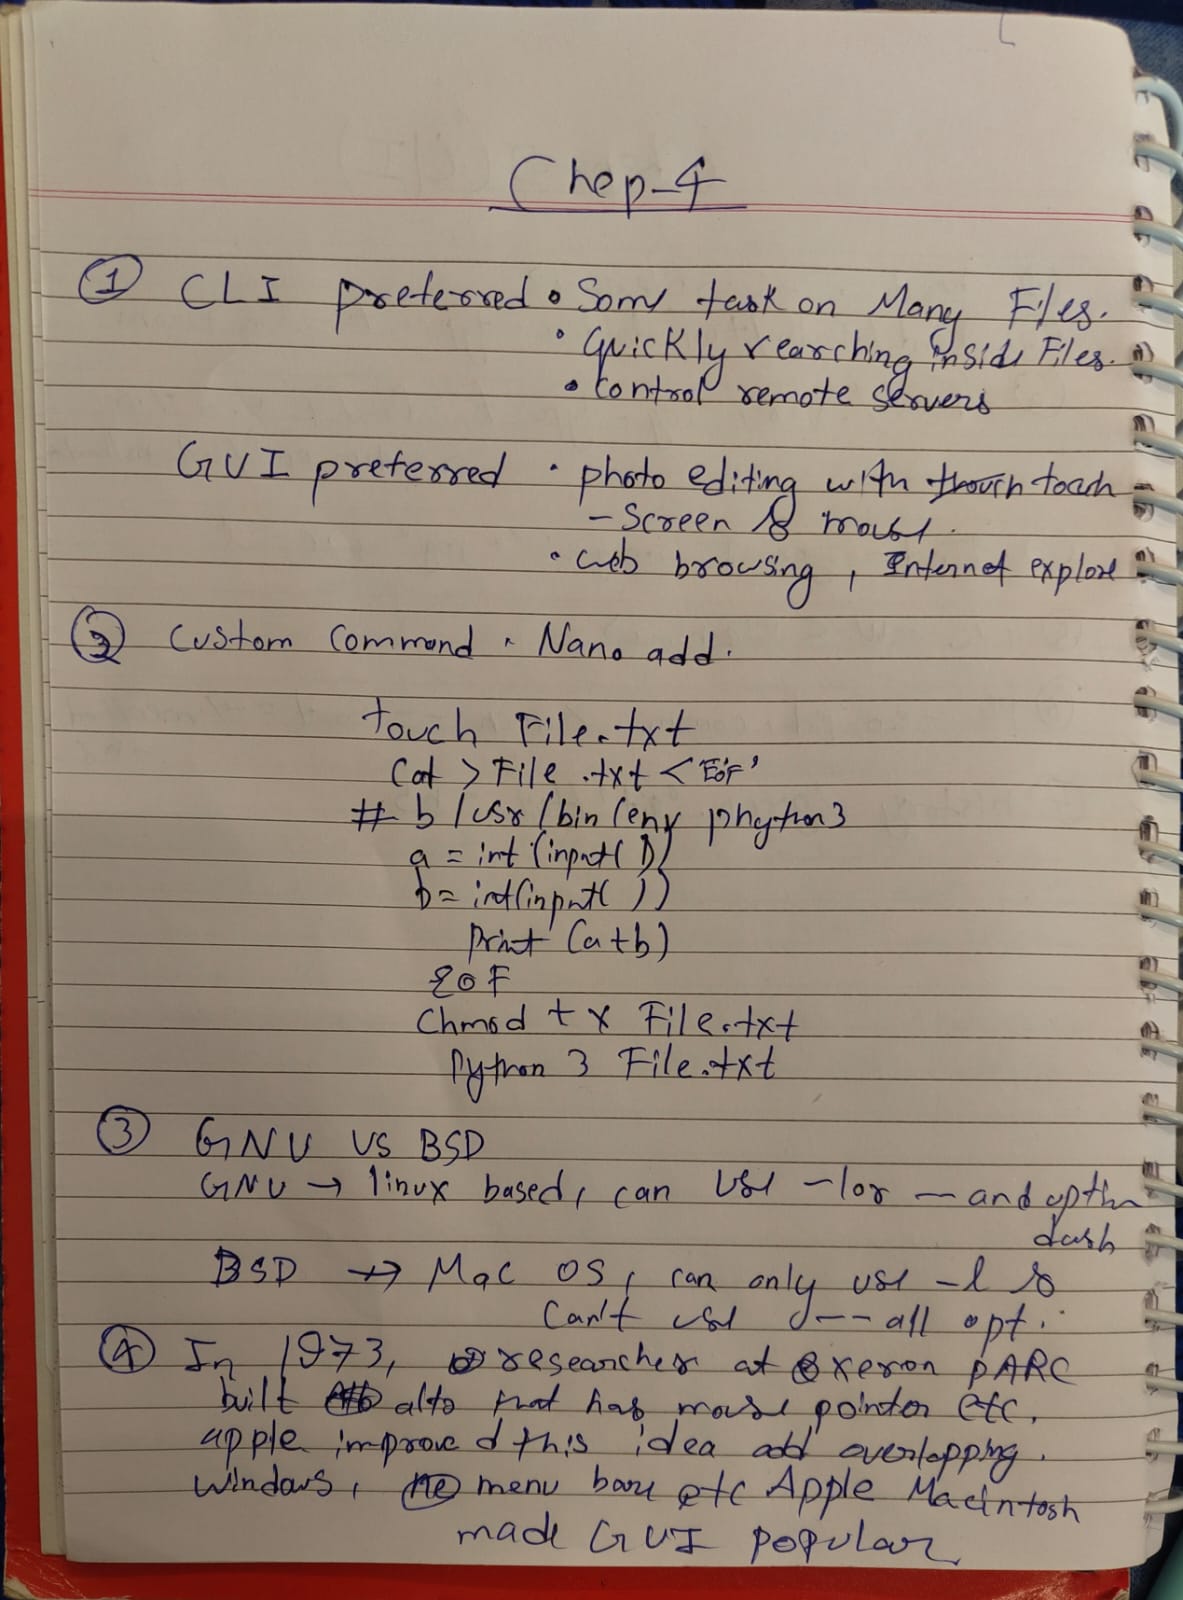 Chep-4
① CLI preferred • Some task on Many Files.
• Quickly searching inside Files.
• control remote servers
GUI preferred • photo editing with touch
- Screen & mouse.
• web browsing, Internet explore
② Custom Command • Nano add.
touch File.txt
Cat > File .txt < 'EOF'
# b/usr/bin/env phython3
a = int(input())
b = int(input())
print (a+b)
EOF
Chmod + x File.txt
Python 3 File.txt
③ GNU VS BSD
GNU → linux based, can use -l or -- and
dash
BSD → Mac OS, can only use -l &
Can't use --all opt.
④ In 1973, researcher at xeron PARC
built alto that has mouse pointer etc.
apple improved this idea add overlapping.
Windows, menu bare etc Apple Macintosh
made GUI popular